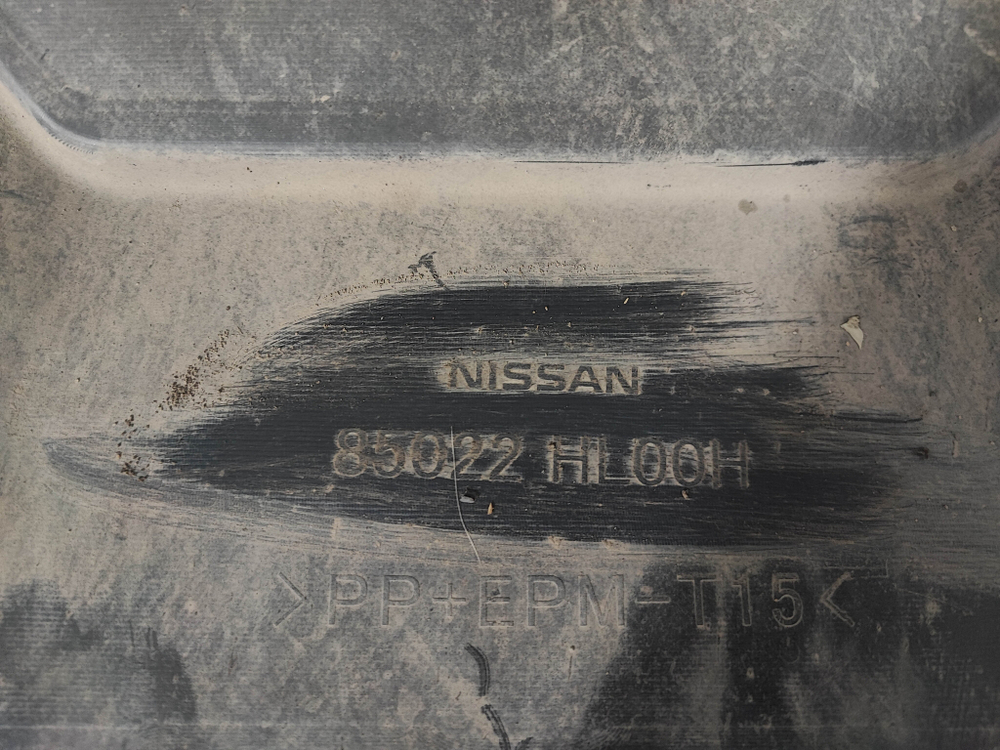 NISSAN
85022 HL00H
>PP+EPM-T15<